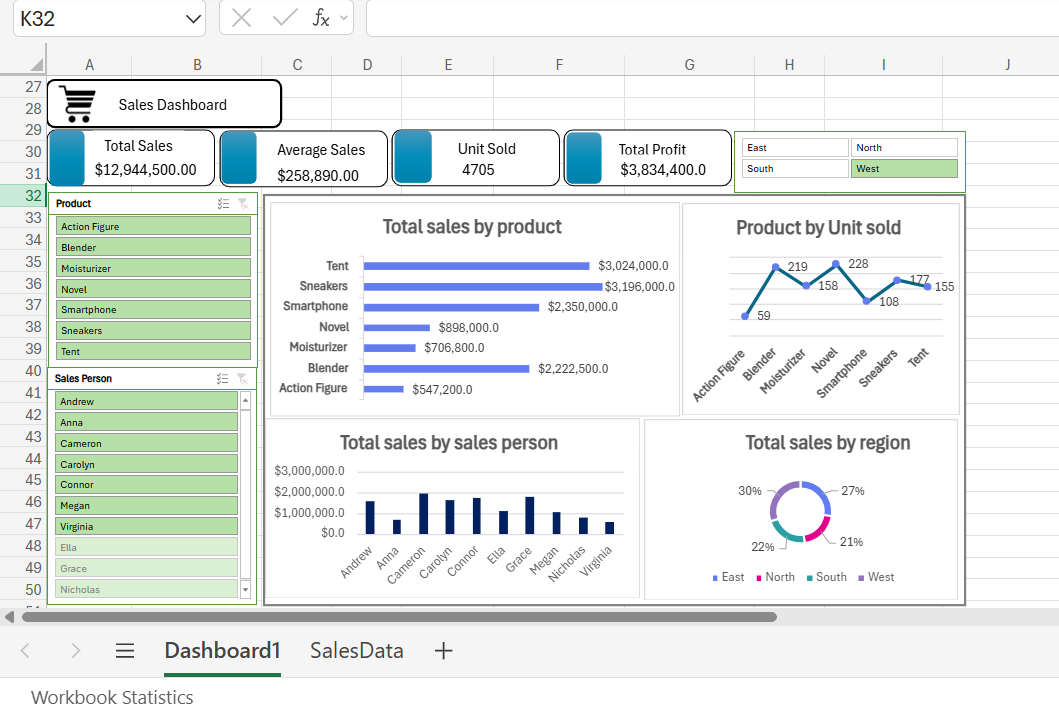 K32
fx
A B C D E F G H I J
27
28
29
30
31
32
33
34
35
36
37
38
39
40
41
42
43
44
45
46
47
48
49
50
Sales Dashboard
Total Sales
$12,944,500.00
Average Sales
$258,890.00
Unit Sold
4705
Total Profit
$3,834,400.0
East North
South West
Product
Action Figure
Blender
Moisturizer
Novel
Smartphone
Sneakers
Tent
Sales Person
Andrew
Anna
Cameron
Carolyn
Connor
Megan
Virginia
Ella
Grace
Nicholas
Total sales by product
Tent $3,024,000.0
Sneakers $3,196,000.0
Smartphone $2,350,000.0
Novel $898,000.0
Moisturizer $706,800.0
Blender $2,222,500.0
Action Figure $547,200.0
Product by Unit sold
59 219 158 228 108 177 155
Action Figure Blender Moisturizer Novel Smartphone Sneakers Tent
Total sales by sales person
$3,000,000.0
$2,000,000.0
$1,000,000.0
$0.0
Andrew Anna Cameron Carolyn Connor Ella Grace Megan Nicholas Virginia
Total sales by region
30% 27%
22% 21%
East North South West
Dashboard1 SalesData
Workbook Statistics